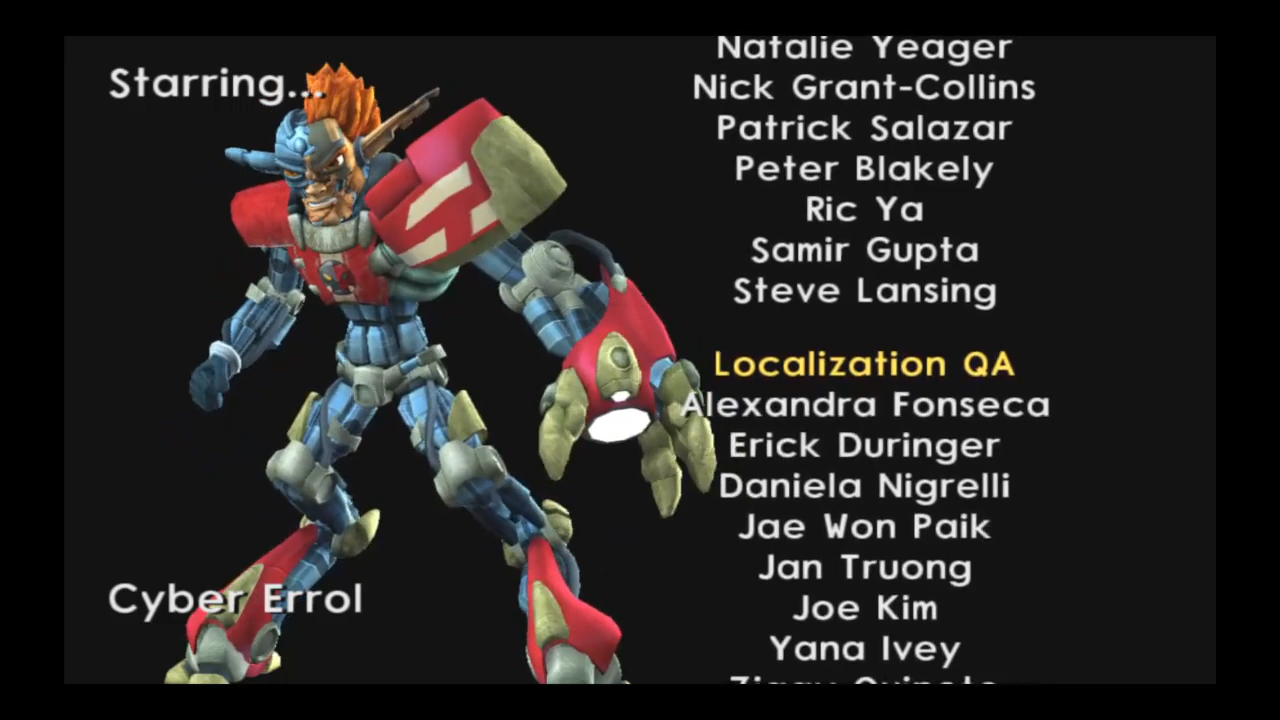 Starring...
Cyber Errol
Natalie Yeager
Nick Grant-Collins
Patrick Salazar
Peter Blakely
Ric Ya
Samir Gupta
Steve Lansing
Localization QA
Alexandra Fonseca
Erick Duringer
Daniela Nigrelli
Jae Won Paik
Jan Truong
Joe Kim
Yana Ivey